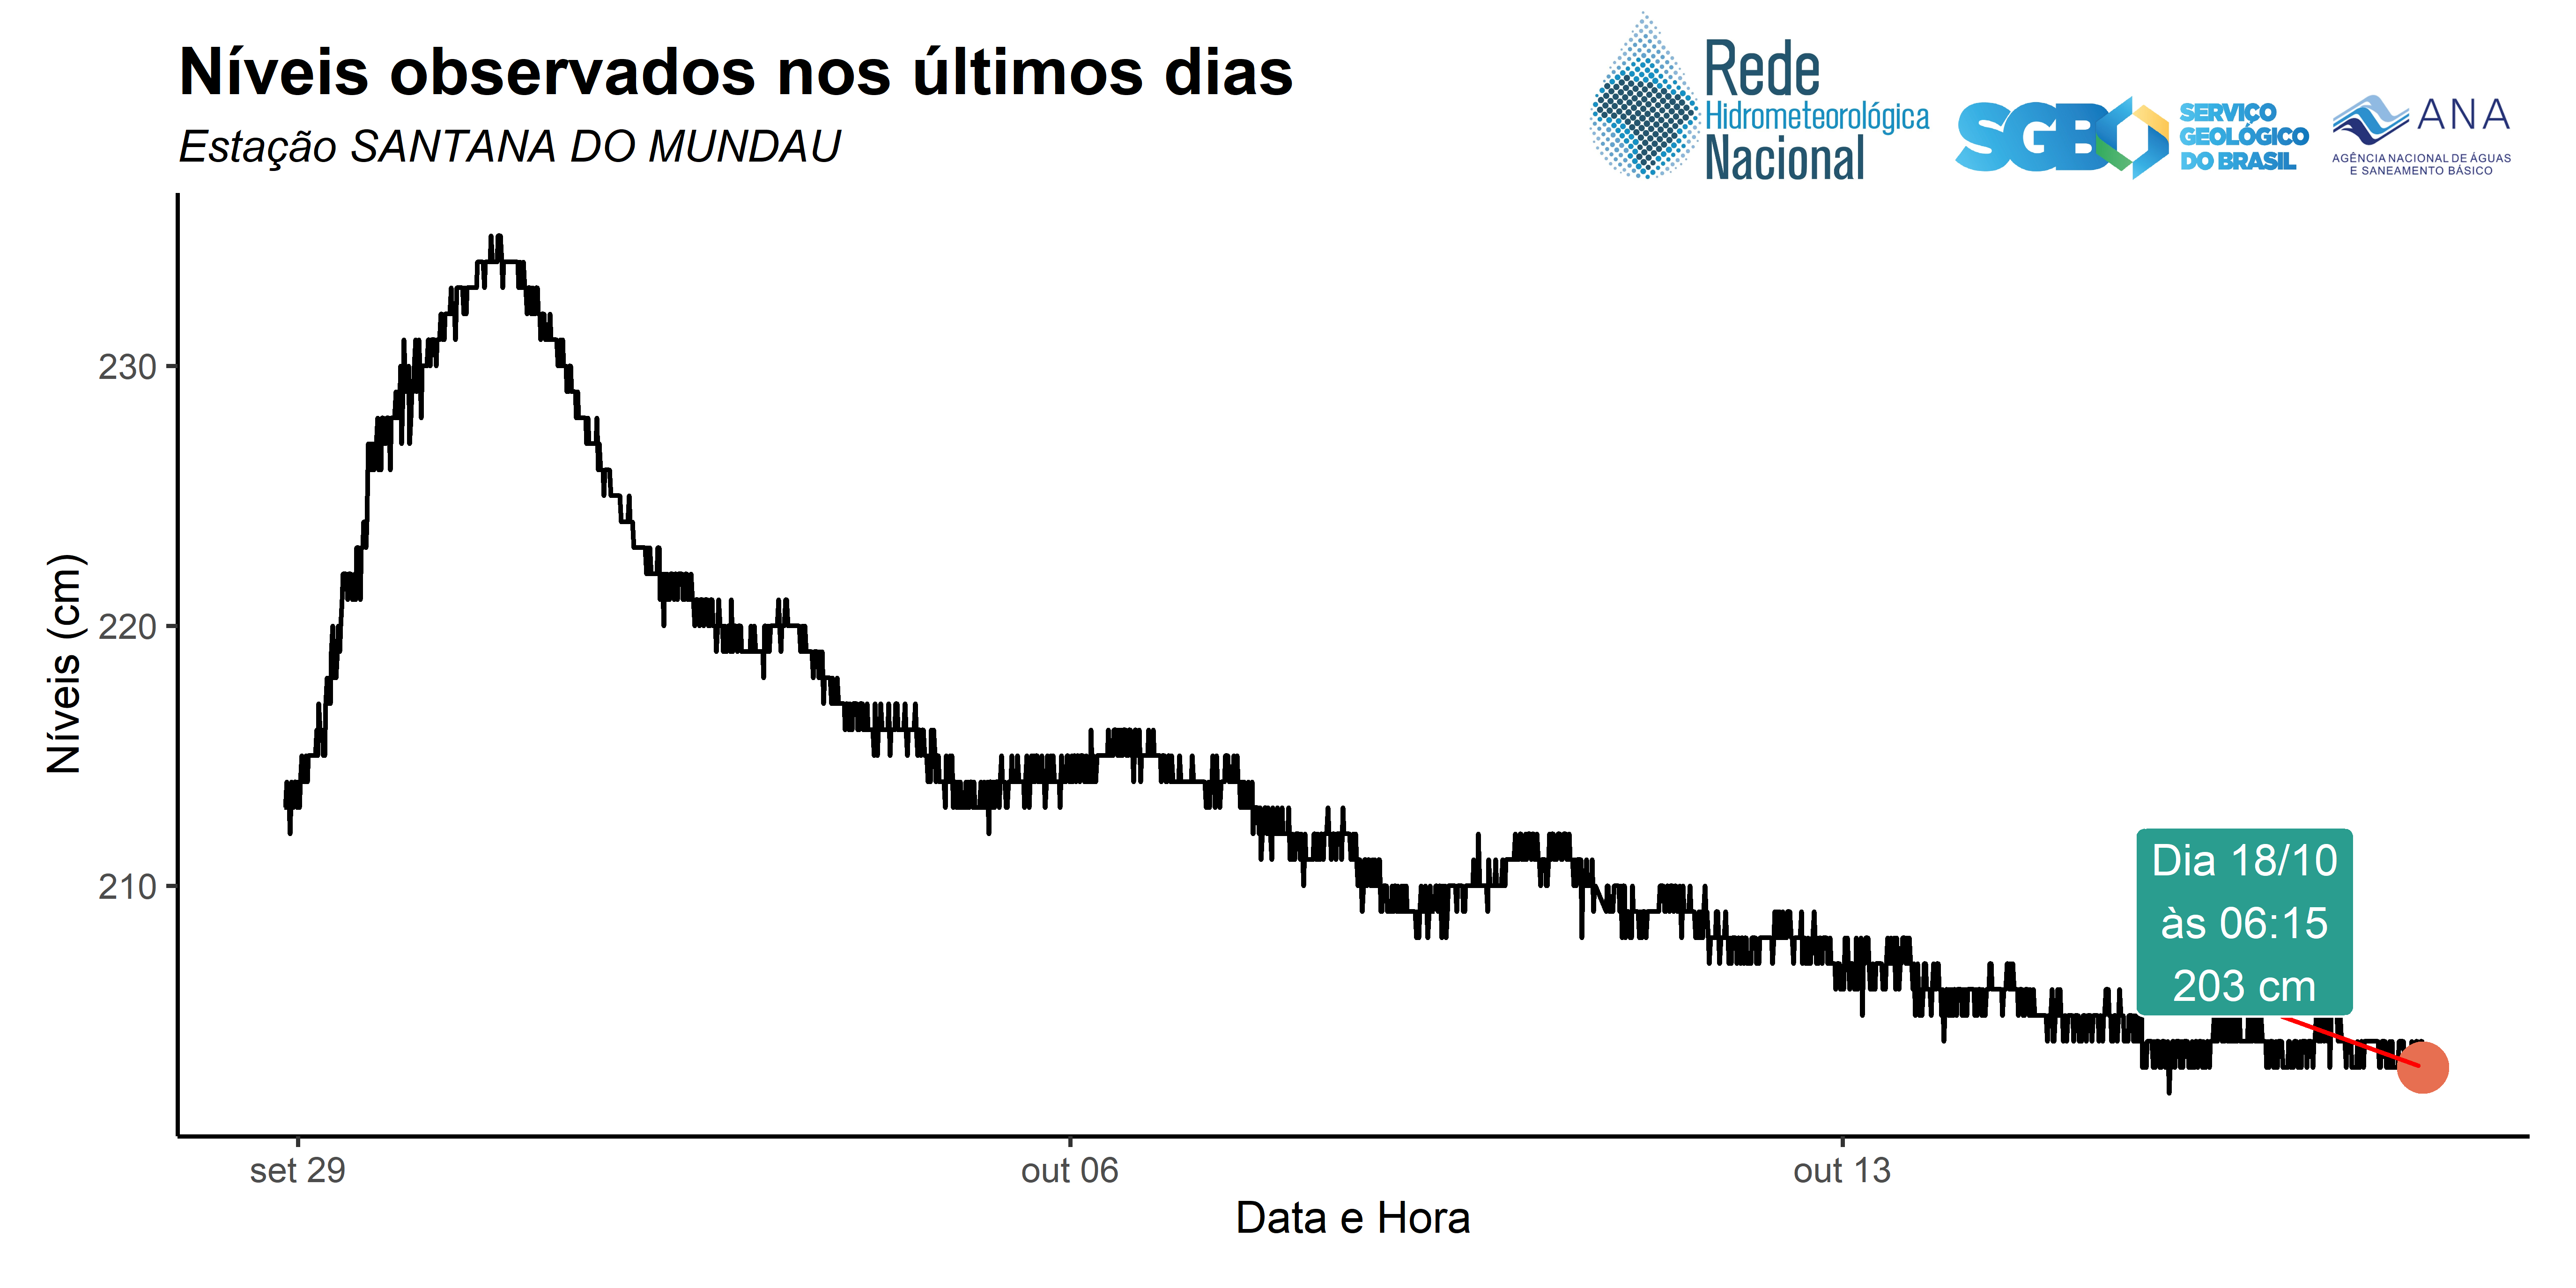 Níveis observados nos últimos dias
Estação SANTANA DO MUNDAU
Rede
Hidrometeorológica
Nacional
SGB
SERVIÇO
GEOLÓGICO
DO BRASIL
ANA
AGÊNCIA NACIONAL DE ÁGUAS
E SANEAMENTO BÁSICO
Níveis (cm)
230
220
210
Dia 18/10
às 06:15
203 cm
set 29
out 06
out 13
Data e Hora